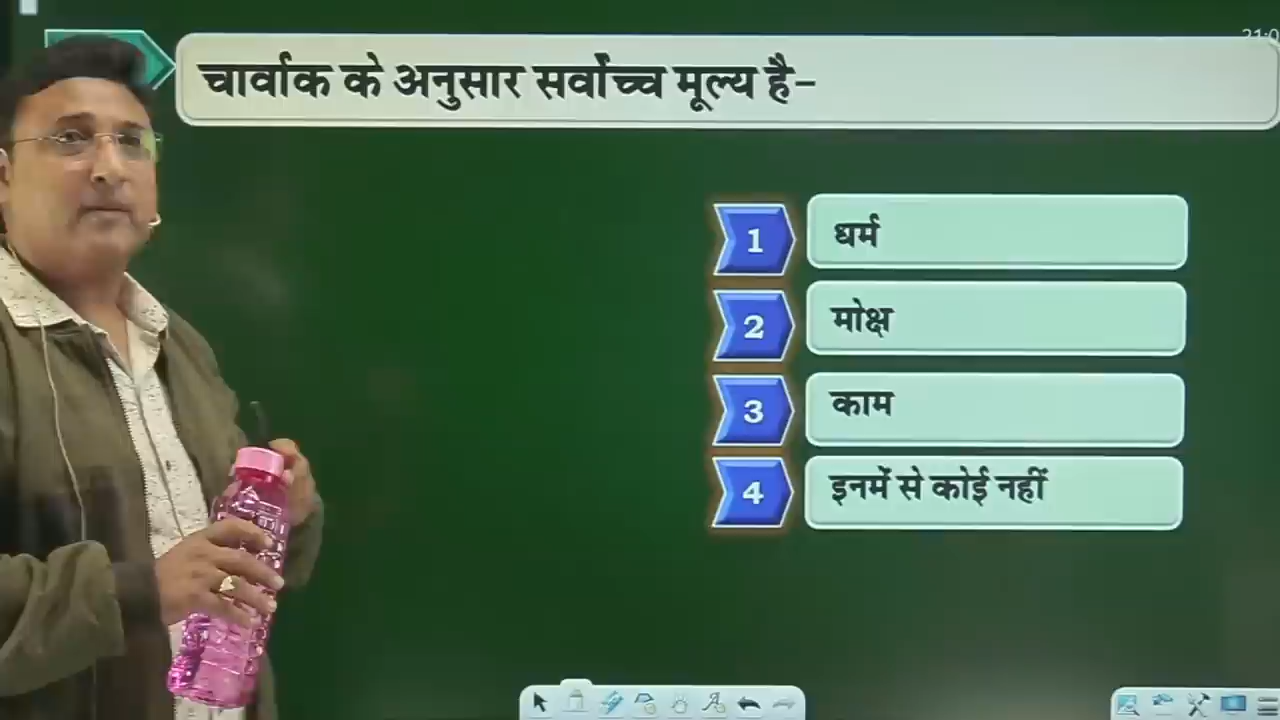 चार्वाक के अनुसार सर्वोच्च मूल्य है-
1 धर्म
2 मोक्ष
3 काम
4 इनमें से कोई नहीं